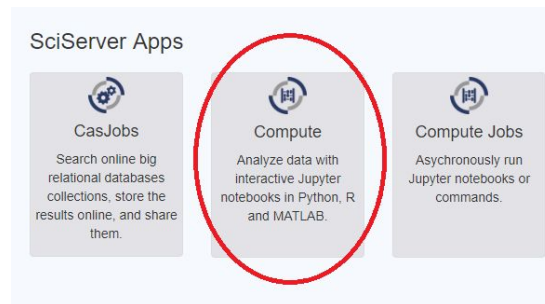 SciServer Apps
CasJobs
Search online big
relational databases
collections, store the
results online, and share
them.
Compute
Analyze data with
interactive Jupyter
notebooks in Python, R
and MATLAB.
Compute Jobs
Asychronously run
Jupyter notebooks or
commands.